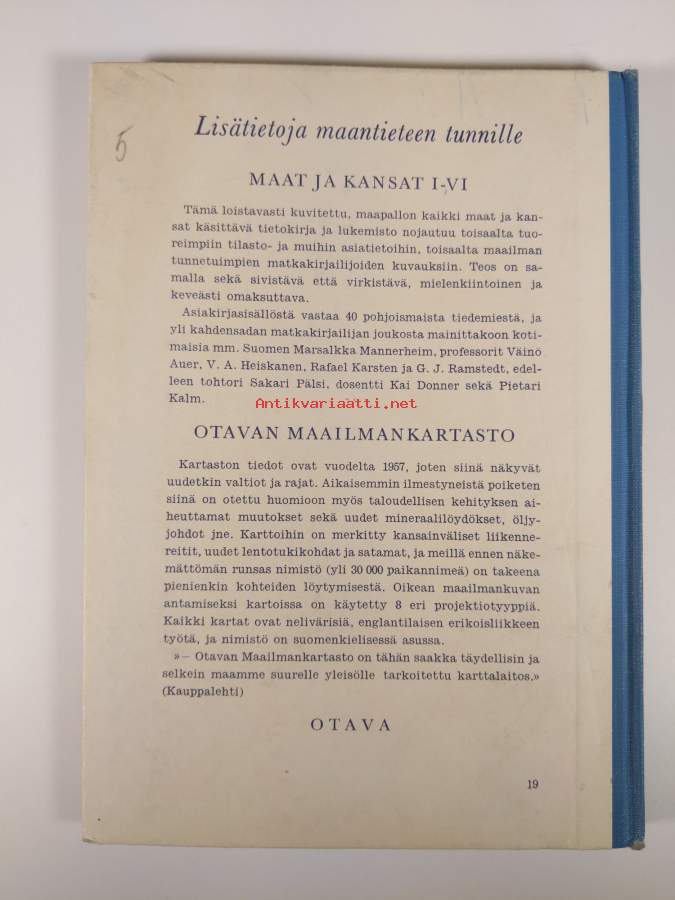 5
Lisätietoja maantieteen tunnille
MAAT JA KANSAT I-VI
Tämä loistavasti kuvitettu, maapallon kaikki maat ja kan-
sat käsittävä tietokirja ja lukemisto nojautuu toisaalta tuo-
reimpiin tilasto- ja muihin asiatietoihin, toisaalta maailman
tunnetuimpien matkakirjailijoiden kuvauksiin. Teos on sa-
malla sekä sivistävä että virkistävä, mielenkiintoinen ja
keveästi omaksuttava.
Asiakirjasisällöstä vastaa 40 pohjoismaista tiedemiestä, ja
yli kahdensadan matkakirjailijan joukosta mainittakoon koti-
maisia mm. Suomen Marsalkka Mannerheim, professorit Väinö
Auer, V. A. Heiskanen, Rafael Karsten ja G. J. Ramstedt, edel-
leen tohtori Sakari Pälsi, dosentti Kai Donner sekä Pietari
Kalm.
Antikvariaatti.net
OTAVAN MAAILMANKARTASTO
Kartaston tiedot ovat vuodelta 1957, joten siinä näkyvät
uudetkin valtiot ja rajat. Aikaisemmin ilmestyneistä poiketen
siinä on otettu huomioon myös taloudellisen kehityksen ai-
heuttamat muutokset sekä uudet mineraalilöydökset, öljy-
johdot jne. Karttoihin on merkitty kansainväliset liikenne-
reitit, uudet lentotukikohdat ja satamat, ja meillä ennen näke-
mättömän runsas nimistö (yli 30 000 paikannimeä) on takeena
pienienkin kohteiden löytymisestä. Oikean maailmankuvan
antamiseksi kartoissa on käytetty 8 eri projektiotyyppiä.
Kaikki kartat ovat nelivärisiä, englantilaisen erikoisliikkeen
työtä, ja nimistö on suomenkielisessä asussa.
»– Otavan Maailmankartasto on tähän saakka täydellisin ja
selkein maamme suurelle yleisölle tarkoitettu karttalaitos.»
(Kauppalehti)
OTAVA
19